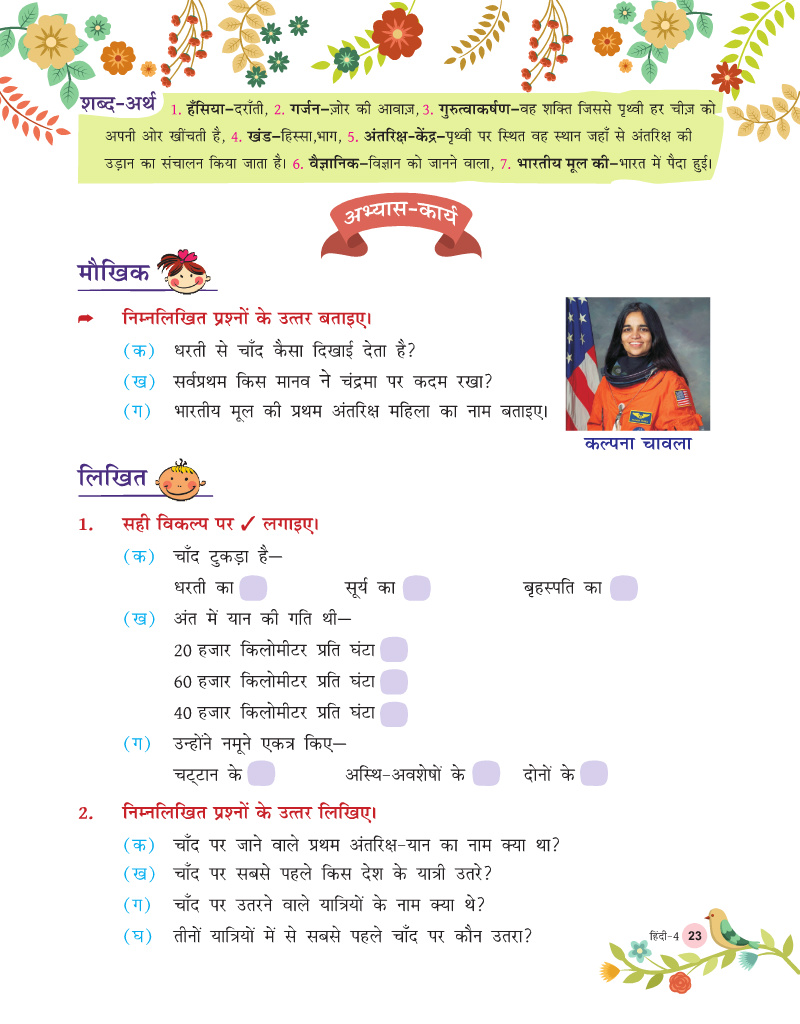 शब्द-अर्थ 1. हँसिया–दराँती, 2. गर्जन–ज़ोर की आवाज़, 3. गुरुत्वाकर्षण–वह शक्ति जिससे पृथ्वी हर चीज़ को
अपनी ओर खींचती है, 4. खंड–हिस्सा,भाग, 5. अंतरिक्ष-केंद्र–पृथ्वी पर स्थित वह स्थान जहाँ से अंतरिक्ष की
उड़ान का संचालन किया जाता है। 6. वैज्ञानिक–विज्ञान को जानने वाला, 7. भारतीय मूल की–भारत में पैदा हुई।
अभ्यास-कार्य
मौखिक
➦ निम्नलिखित प्रश्नों के उत्तर बताइए।
(क) धरती से चाँद कैसा दिखाई देता है?
(ख) सर्वप्रथम किस मानव ने चंद्रमा पर कदम रखा?
(ग) भारतीय मूल की प्रथम अंतरिक्ष महिला का नाम बताइए।
कल्पना चावला
लिखित
1. सही विकल्प पर ✓ लगाइए।
(क) चाँद टुकड़ा है–
धरती का सूर्य का बृहस्पति का
(ख) अंत में यान की गति थी–
20 हजार किलोमीटर प्रति घंटा
60 हजार किलोमीटर प्रति घंटा
40 हजार किलोमीटर प्रति घंटा
(ग) उन्होंने नमूने एकत्र किए–
चट्टान के अस्थि-अवशेषों के दोनों के
2. निम्नलिखित प्रश्नों के उत्तर लिखिए।
(क) चाँद पर जाने वाले प्रथम अंतरिक्ष-यान का नाम क्या था?
(ख) चाँद पर सबसे पहले किस देश के यात्री उतरे?
(ग) चाँद पर उतरने वाले यात्रियों के नाम क्या थे?
(घ) तीनों यात्रियों में से सबसे पहले चाँद पर कौन उतरा?
हिंदी-4 23